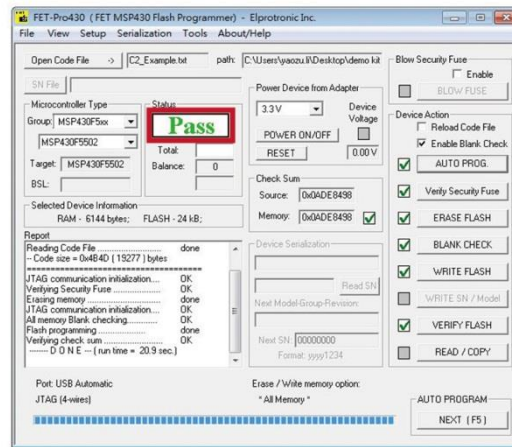 FET-Pro430 ( FET MSP430 Flash Programmer) - Elprotronic Inc.
File View Setup Serialization Tools About/Help
Open Code File -> C2_Example.txt path: C:\Users\yaozu.li\Desktop\demo kit
SN File
Microcontroller Type
Group: MSP430F5xx
MSP430F5502
Target: MSP430F5502
BSL:
Status
Pass
Total:
Balance: 0
Selected Device Information
RAM - 6144 bytes; FLASH - 24 kB;
Report
Reading Code File .................... done
-- Code size = 0x4B4D ( 19277 ) bytes
JTAG communication initialization.... OK
Verifying Security Fuse ................ OK
Erasing memory ....................... done
JTAG communication initialization.... OK
All memory Blank checking............ OK
Flash programming .................... done
Verifying check sum ................... OK
------- D O N E --- ( run time = 20.9 sec.)
Power Device from Adapter
3.3 V
Device
Voltage
POWER ON/OFF
RESET 0.00 V
Check Sum
Source: 0x0ADE8498
Memory: 0x0ADE8498
Device Serialization
Read SN
Next Model-Group-Revision:
Next SN: 00000000
Format: yyyy1234
Blow
Security Fuse
Enable
BLOW FUSE
Device Action
Reload Code File
Enable Blank Check
AUTO PROG.
Verify Security Fuse
ERASE FLASH
BLANK CHECK
WRITE FLASH
WRITE SN / Model
VERIFY FLASH
READ / COPY
Port: USB Automatic
JTAG (4-wires)
Erase / Write memory option:
" All Memory "
AUTO PROGRAM
NEXT ( F5 )